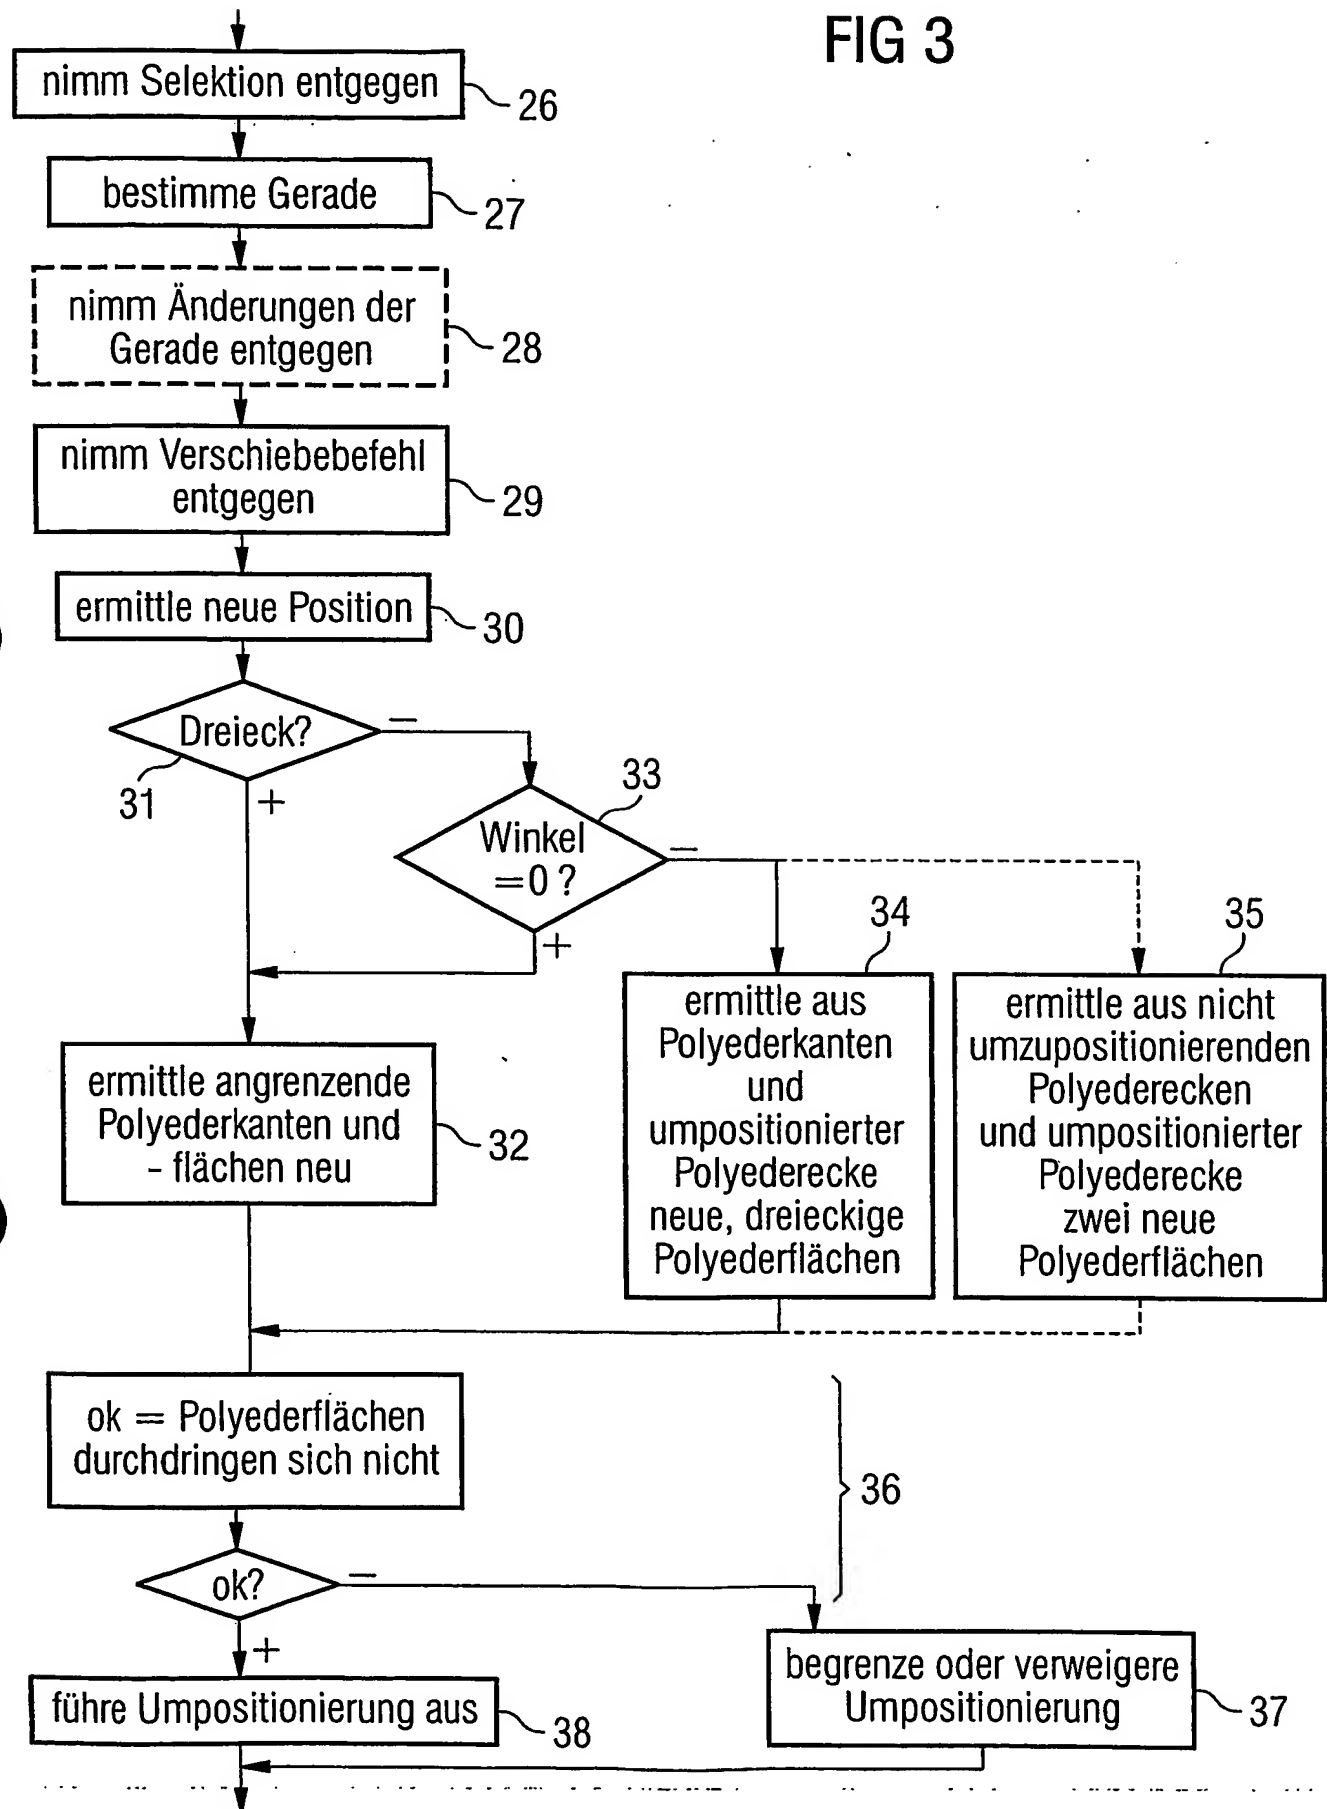 FIG 3
nimm Selektion entgegen
26
bestimme Gerade
27
nimm Änderungen der
Gerade entgegen
28
nimm Verschiebebefehl
entgegen
29
ermittle neue Position
30
Dreieck?
–
31
+
33
Winkel
=0 ?
–
+
34
35
ermittle aus
Polyederkanten
und
umpositionierter
Polyederecke
neue, dreieckige
Polyederflächen
ermittle aus nicht
umzupositionierenden
Polyederecken
und umpositionierter
Polyederecke
zwei neue
Polyederflächen
ermittle angrenzende
Polyederkanten und
- flächen neu
32
ok = Polyederflächen
durchdringen sich nicht
36
ok?
–
+
führe Umpositionierung aus
38
begrenze oder verweigere
Umpositionierung
37